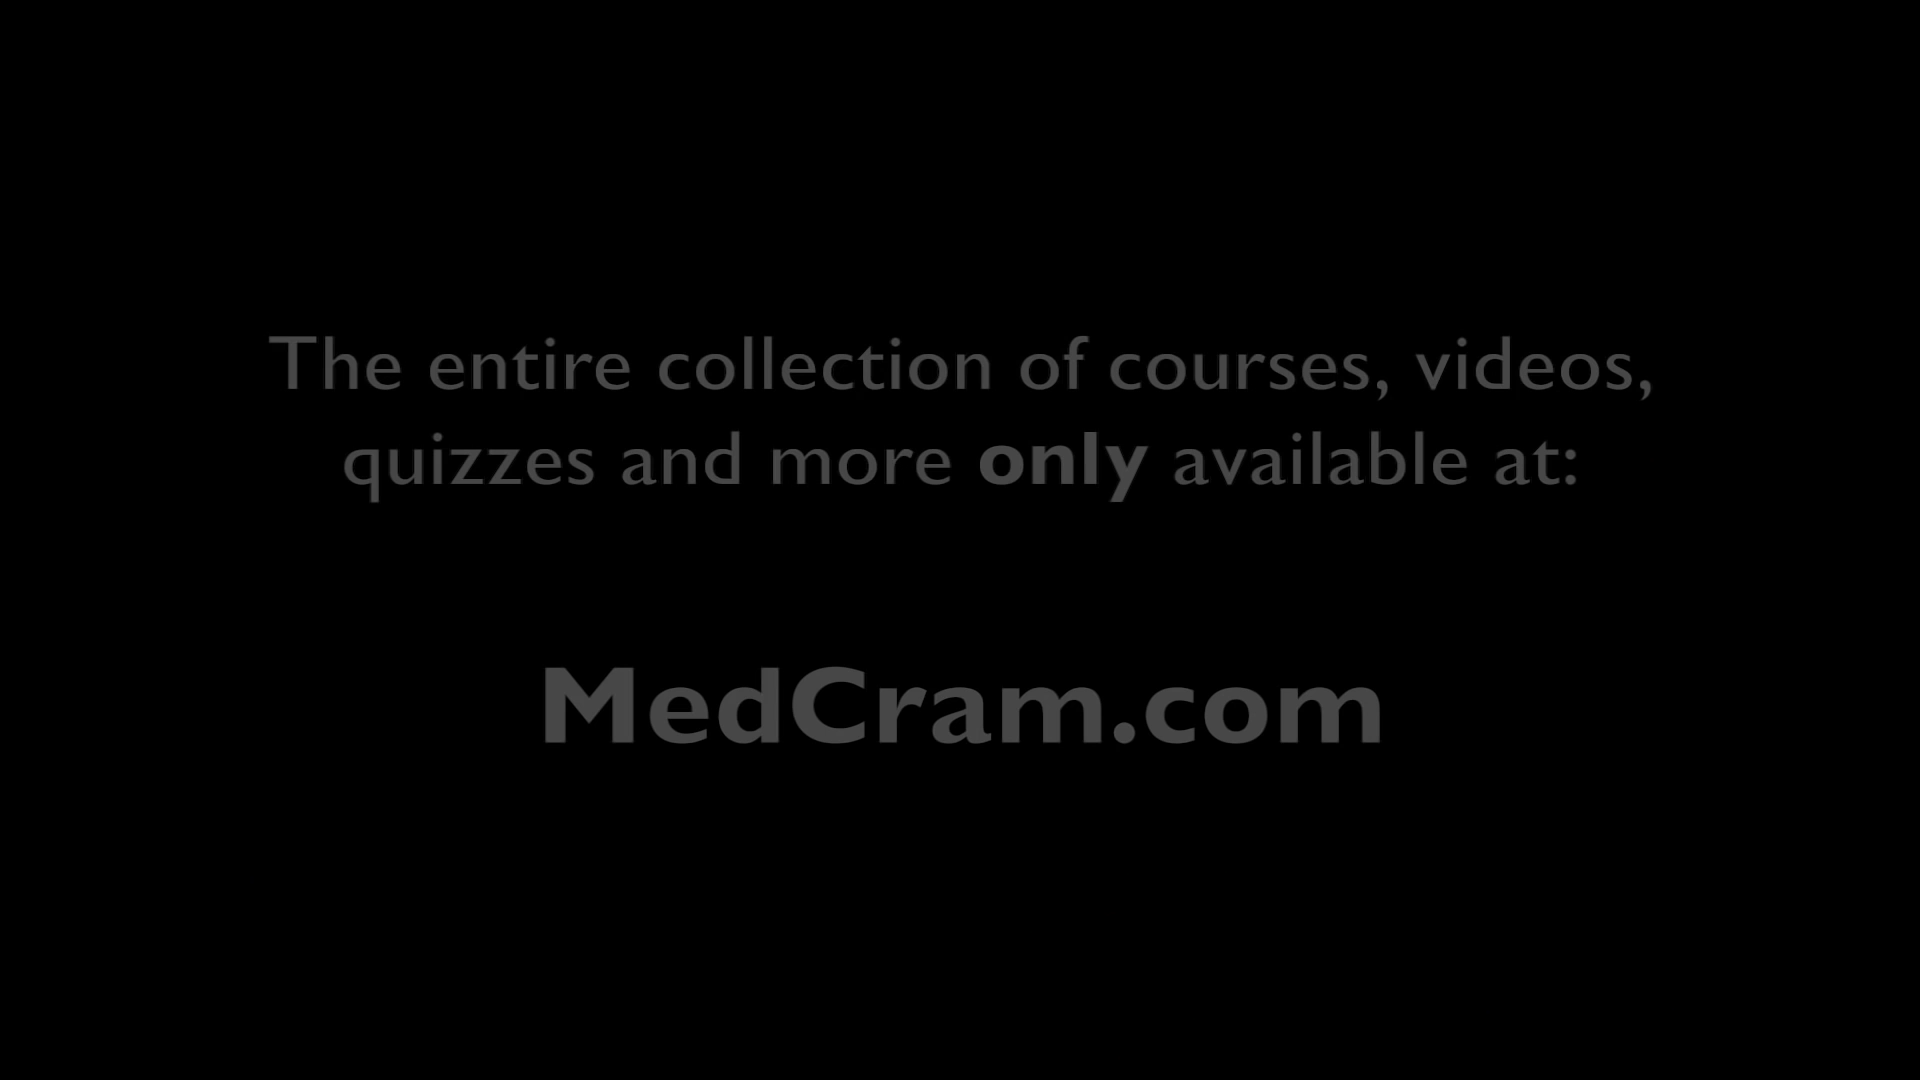 The entire collection of courses, videos,
quizzes and more only available at:
MedCram.com